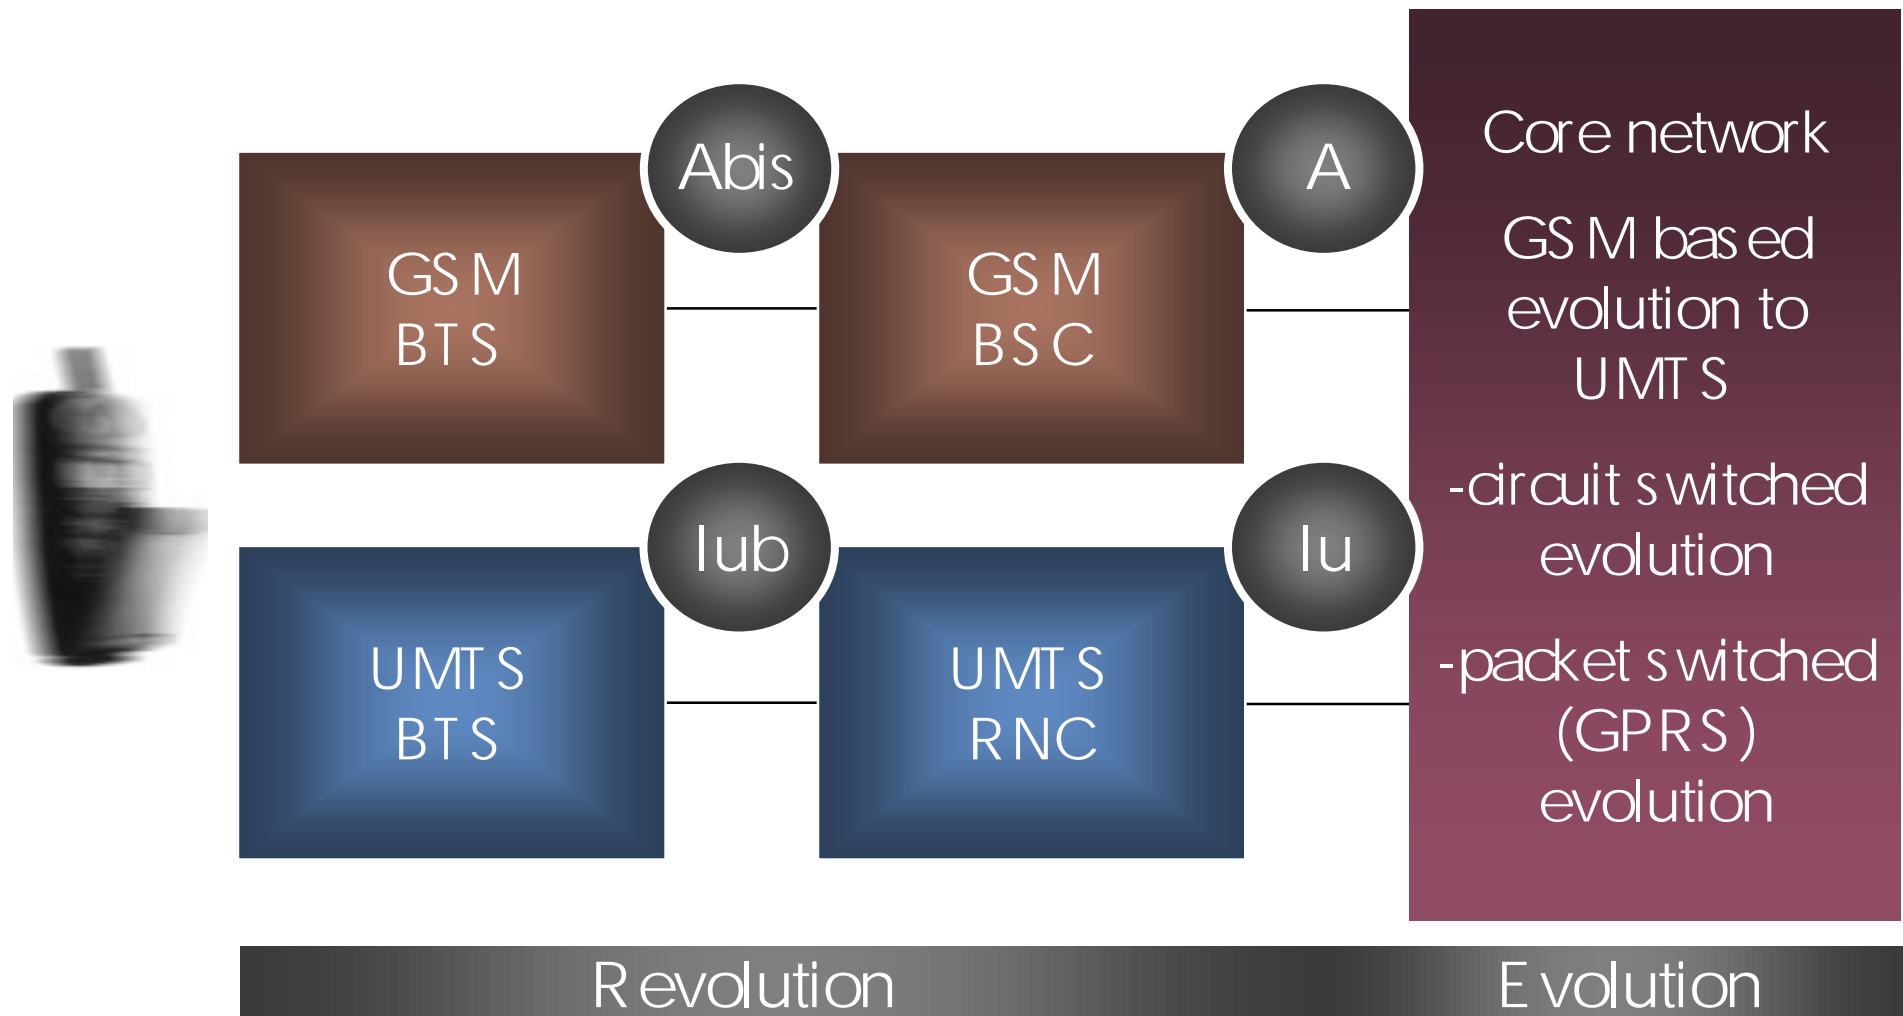 Abis
A
GSM
BTS
GSM
BSC
Iub
Iu
UMTS
BTS
UMTS
RNC
Core network
GSM based
evolution to
UMTS
-circuit switched
evolution
-packet switched
(GPRS)
evolution
Revolution
Evolution